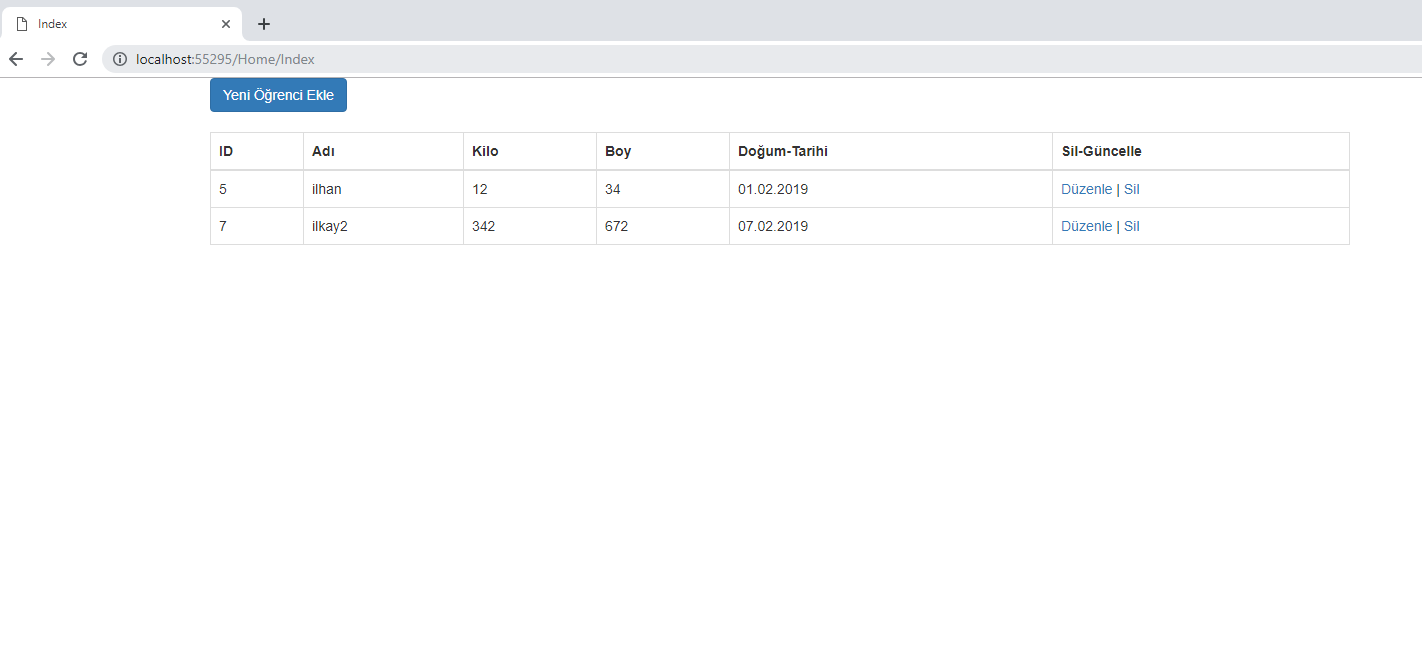 Index
localhost:55295/Home/Index
Yeni Öğrenci Ekle
ID Adı Kilo Boy Doğum-Tarihi Sil-Güncelle
5 ilhan 12 34 01.02.2019 Düzenle | Sil
7 ilkay2 342 672 07.02.2019 Düzenle | Sil